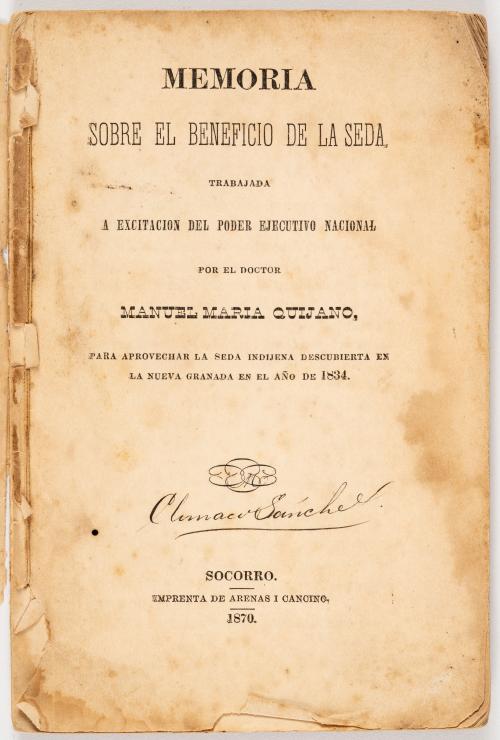 MEMORIA
SOBRE EL BENEFICIO DE LA SEDA,
TRABAJADA
A EXCITACION DEL PODER EJECUTIVO NACIONAL
POR EL DOCTOR
MANUEL MARIA QUIJANO,
PARA APROVECHAR LA SEDA INDIJENA DESCUBIERTA EN
LA NUEVA GRANADA EN EL AÑO DE 1834.
Climaco Sánchez.
SOCORRO.
IMPRENTA DE ARENAS I CANCINO,
1870.